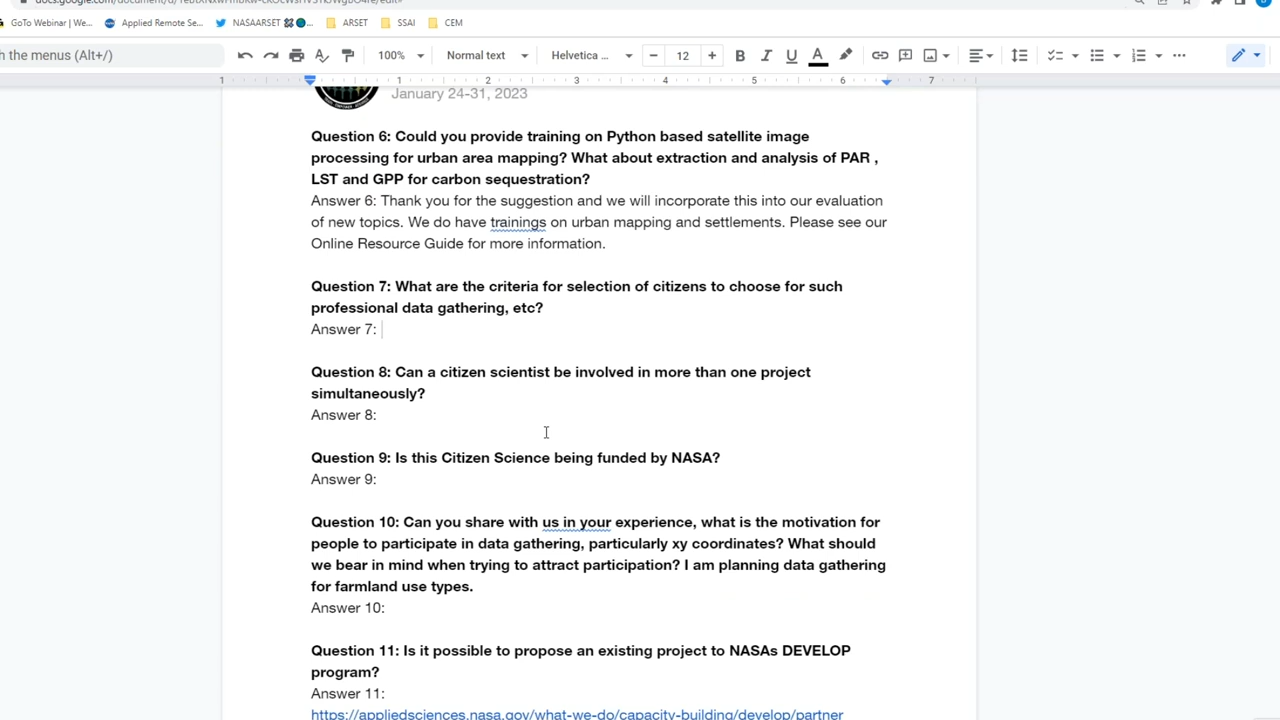 GoTo Webinar | We... Applied Remote Se... NASAARSET ARSET SSAI CEM
h the menus (Alt+/) 100% Normal text Helvetica ... 12
1 1 2 3 4 5 6 7
January 24-31, 2023
Question 6: Could you provide training on Python based satellite image
processing for urban area mapping? What about extraction and analysis of PAR ,
LST and GPP for carbon sequestration?
Answer 6: Thank you for the suggestion and we will incorporate this into our evaluation
of new topics. We do have trainings on urban mapping and settlements. Please see our
Online Resource Guide for more information.
Question 7: What are the criteria for selection of citizens to choose for such
professional data gathering, etc?
Answer 7:
Question 8: Can a citizen scientist be involved in more than one project
simultaneously?
Answer 8:
Question 9: Is this Citizen Science being funded by NASA?
Answer 9:
Question 10: Can you share with us in your experience, what is the motivation for
people to participate in data gathering, particularly xy coordinates? What should
we bear in mind when trying to attract participation? I am planning data gathering
for farmland use types.
Answer 10:
Question 11: Is it possible to propose an existing project to NASAs DEVELOP
program?
Answer 11:
https://appliedsciences.nasa.gov/what-we-do/capacity-building/develop/partner